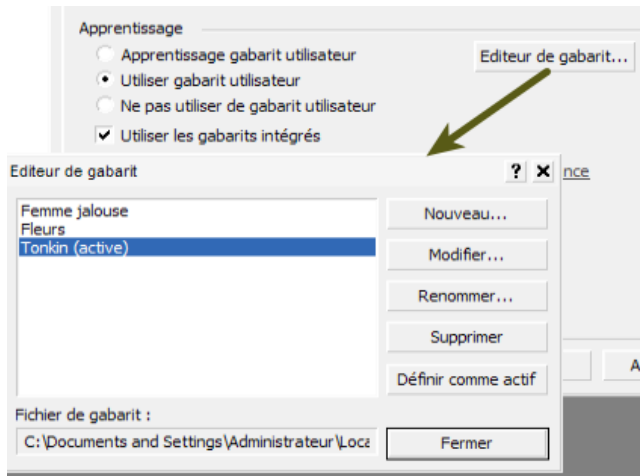 Apprentissage
Apprentissage gabarit utilisateur
Editeur de gabarit...
Utiliser gabarit utilisateur
Ne pas utiliser de gabarit utilisateur
Utiliser les gabarits intégrés
Editeur de gabarit
? x
nce
Femme jalouse
Nouveau...
Fleurs
Tonkin (active)
Modifier...
Renommer...
Supprimer
A
Définir comme actif
Fichier de gabarit :
C:\Documents and Settings\Administrateur\Loca
Fermer